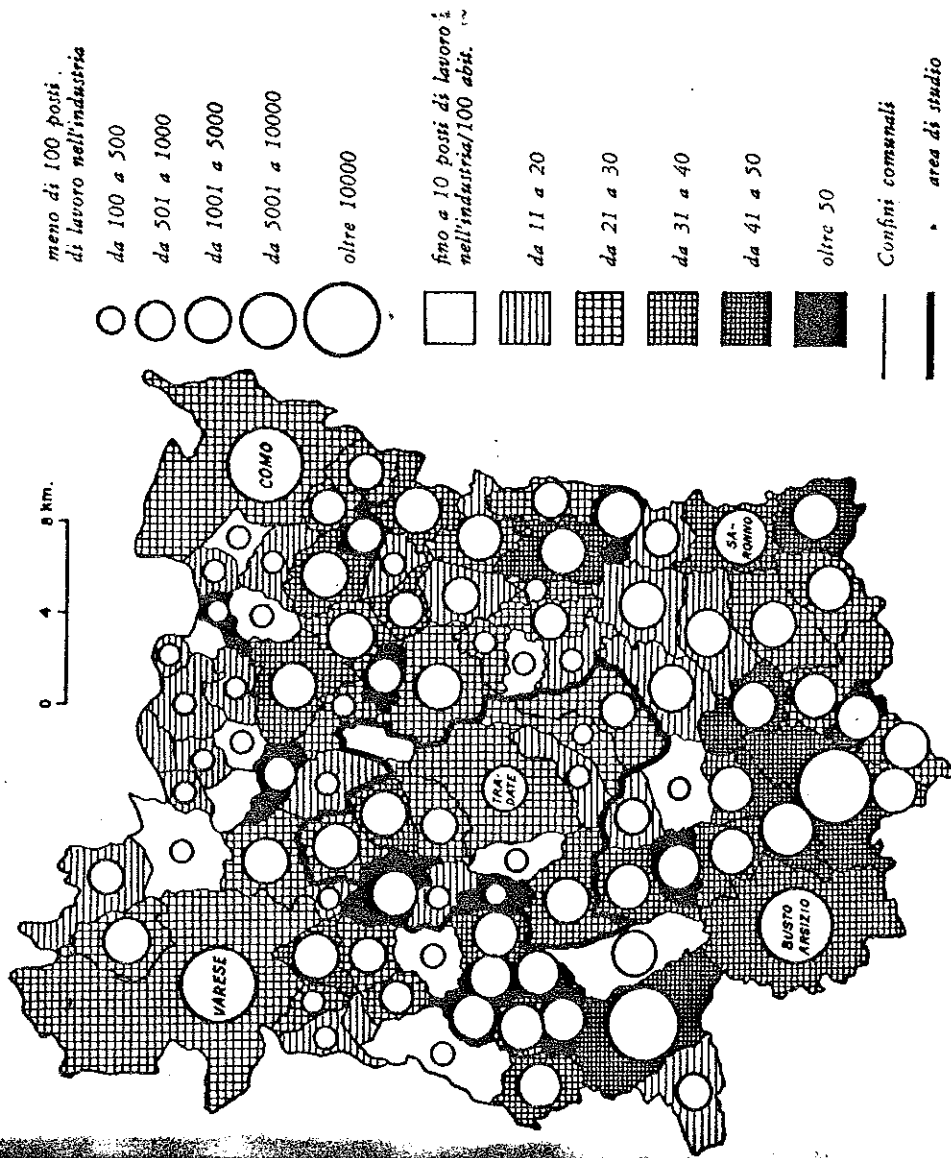 meno di 100 posti
di lavoro nell'industria
da 100 a 500
da 501 a 1000
da 1001 a 5000
da 5001 a 10000
oltre 10000
fino a 10 posti di lavoro
nell'industria/100 abit.
da 11 a 20
da 21 a 30
da 31 a 40
da 41 a 50
oltre 50
Confini comunali
area di studio
0 4 8 km.
COMO
VARESE
TRA-
DATE
SA-
RONNO
BUSTO
ARSIZIO